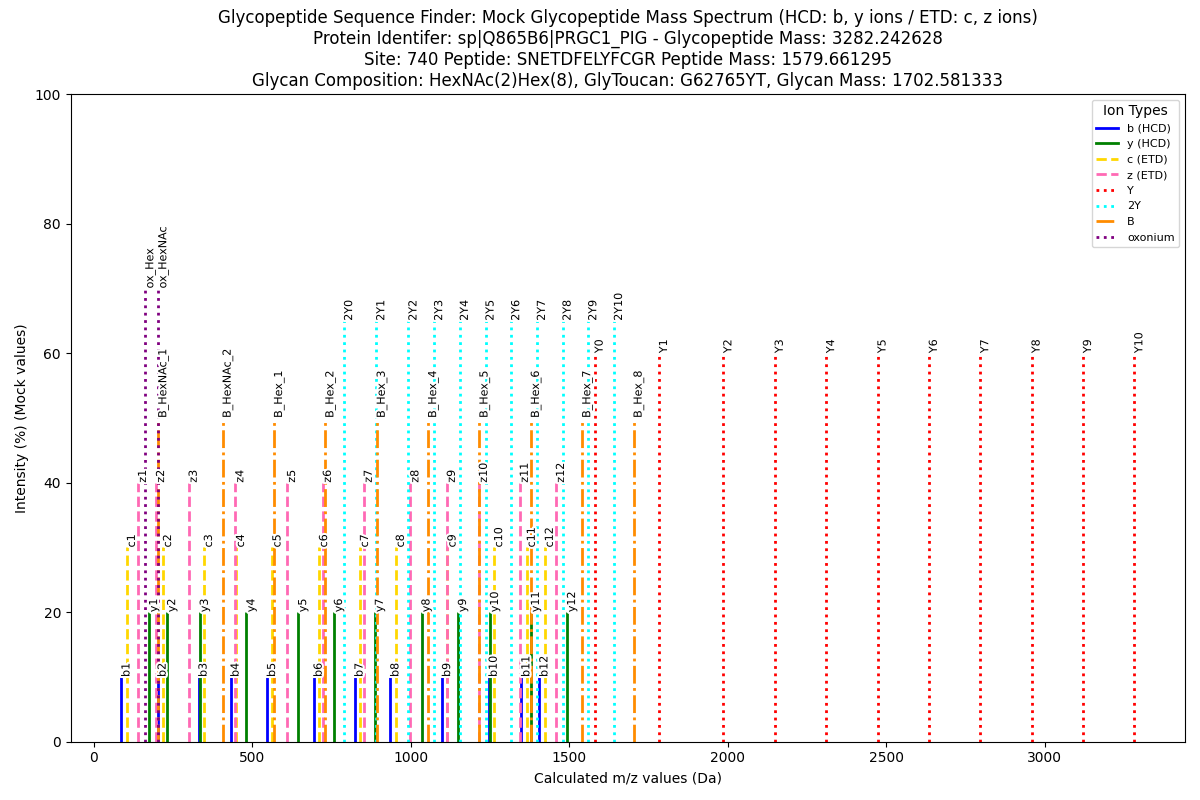 Glycopeptide Sequence Finder: Mock Glycopeptide Mass Spectrum (HCD: b, y ions / ETD: c, z ions)
Protein Identifer: sp|Q865B6|PRGC1_PIG - Glycopeptide Mass: 3282.242628
Site: 740 Peptide: SNETDFELYFCGR Peptide Mass: 1579.661295
Glycan Composition: HexNAc(2)Hex(8), GlyToucan: G62765YT, Glycan Mass: 1702.581333
Intensity (%) (Mock values)
100
80
60
40
20
0
Ion Types
b (HCD)
y (HCD)
c (ETD)
z (ETD)
Y
2Y
B
oxonium
ox_Hex
ox_HexNAc
2Y0
2Y1
2Y2
2Y3
2Y4
2Y5
2Y6
2Y7
2Y8
2Y9
2Y10
Y0
Y1
Y2
Y3
Y4
Y5
Y6
Y7
Y8
Y9
Y10
B_HexNAc_1
B_HexNAc_2
B_Hex_1
B_Hex_2
B_Hex_3
B_Hex_4
B_Hex_5
B_Hex_6
B_Hex_7
B_Hex_8
z1
z2
z3
z4
z5
z6
z7
z8
z9
z10
z11
z12
c1
c2
c3
c4
c5
c6
c7
c8
c9
c10
c11
c12
y1
y2
y3
y4
y5
y6
y7
y8
y9
y10
y11
y12
b1
b2
b3
b4
b5
b6
b7
b8
b9
b10
b11
b12
0
500
1000
1500
2000
2500
3000
Calculated m/z values (Da)